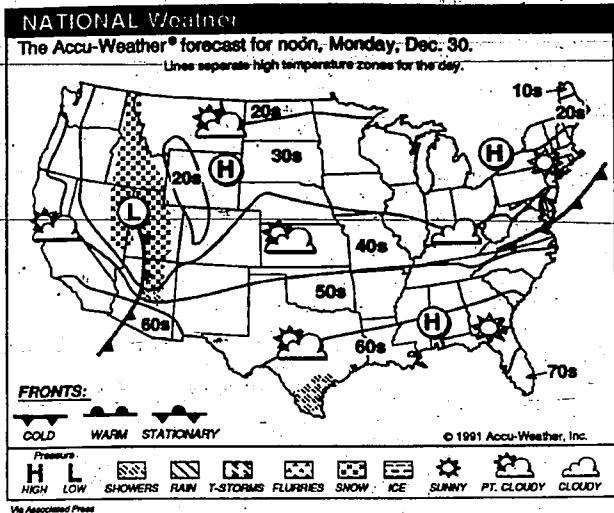 NATIONAL Weather
The Accu-Weather® forecast for noon, Monday, Dec. 30.
Lines separate high temperature zones for the day.
10s
20s
20s
H
30s
H
20s
L
40s
50s
60s
H
60s
70s
FRONTS:
COLD WARM STATIONARY
© 1991 Accu-Weather, Inc.
Pressure
H L
HIGH LOW SHOWERS RAIN T-STORMS FLURRIES SNOW ICE SUNNY PT. CLOUDY CLOUDY
Via Associated Press